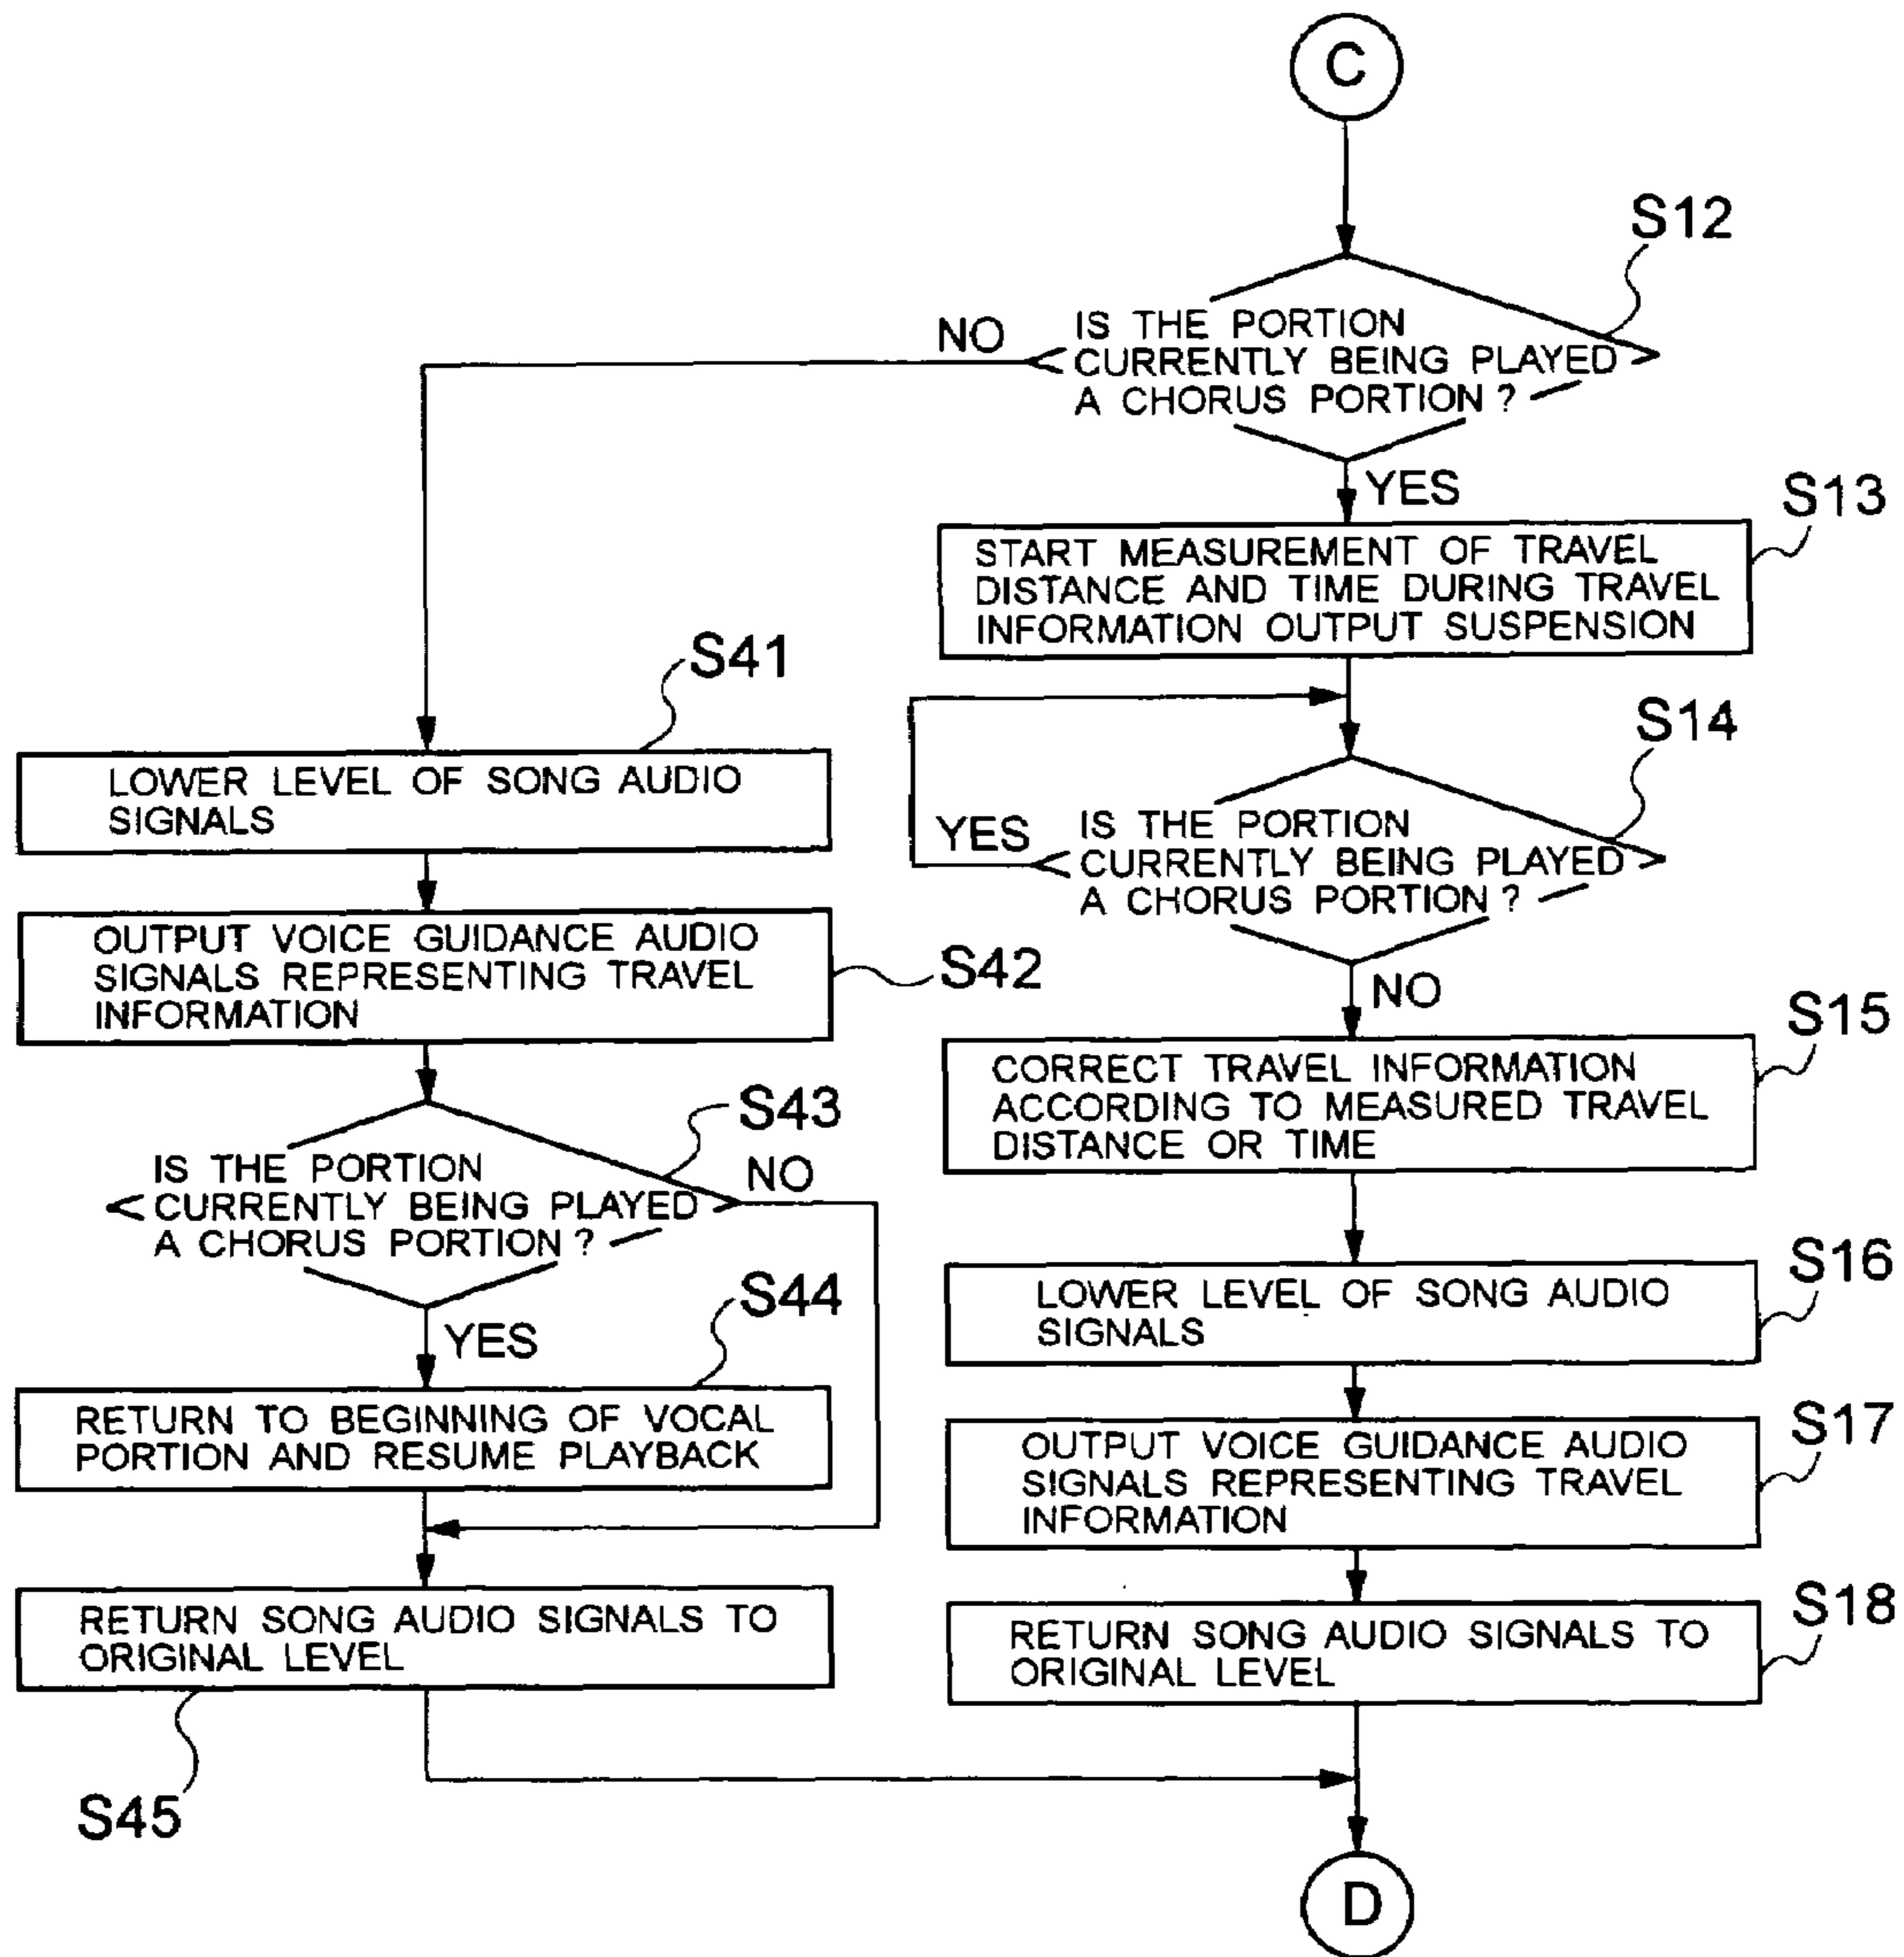 C
S12
NO
IS THE PORTION
CURRENTLY BEING PLAYED
A CHORUS PORTION?
YES
S13
START MEASUREMENT OF TRAVEL
DISTANCE AND TIME DURING TRAVEL
INFORMATION OUTPUT SUSPENSION
S14
YES
IS THE PORTION
CURRENTLY BEING PLAYED
A CHORUS PORTION?
NO
S15
CORRECT TRAVEL INFORMATION
ACCORDING TO MEASURED TRAVEL
DISTANCE OR TIME
S16
LOWER LEVEL OF SONG AUDIO
SIGNALS
S17
OUTPUT VOICE GUIDANCE AUDIO
SIGNALS REPRESENTING TRAVEL
INFORMATION
S18
RETURN SONG AUDIO SIGNALS TO
ORIGINAL LEVEL
S41
LOWER LEVEL OF SONG AUDIO
SIGNALS
OUTPUT VOICE GUIDANCE AUDIO
SIGNALS REPRESENTING TRAVEL
INFORMATION
S42
S43
IS THE PORTION
CURRENTLY BEING PLAYED
A CHORUS PORTION?
NO
YES
S44
RETURN TO BEGINNING OF VOCAL
PORTION AND RESUME PLAYBACK
RETURN SONG AUDIO SIGNALS TO
ORIGINAL LEVEL
S45
D